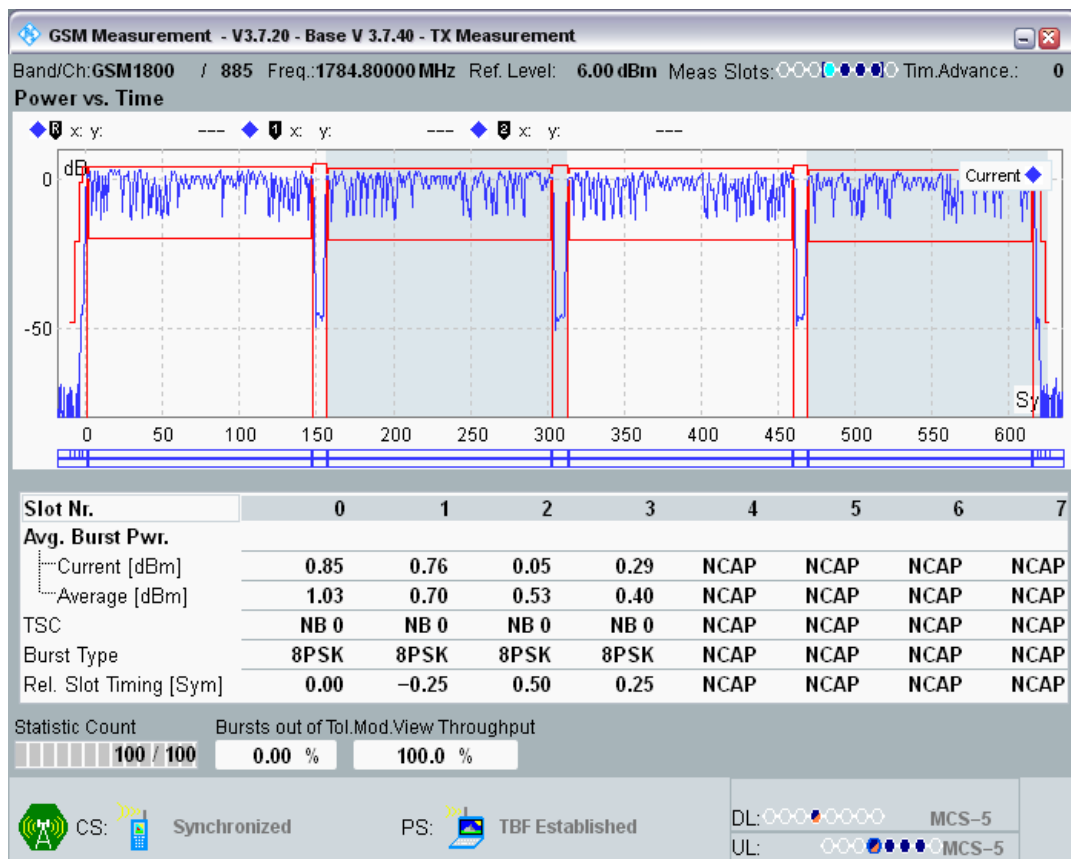 GSM Measurement - V3.7.20 - Base V 3.7.40 - TX Measurement
Band/Ch:GSM1800 / 885 Freq.:1784.80000 MHz Ref. Level: 6.00 dBm Meas Slots: Tim.Advance.: 0
Power vs. Time
R x: y: --- 1 x: y: --- 2 x: y: ---
dB
Current
0
-50
Sy
0 50 100 150 200 250 300 350 400 450 500 550 600
Slot Nr. 0 1 2 3 4 5 6 7
Avg. Burst Pwr.
Current [dBm] 0.85 0.76 0.05 0.29 NCAP NCAP NCAP NCAP
Average [dBm] 1.03 0.70 0.53 0.40 NCAP NCAP NCAP NCAP
TSC NB 0 NB 0 NB 0 NB 0 NCAP NCAP NCAP NCAP
Burst Type 8PSK 8PSK 8PSK 8PSK NCAP NCAP NCAP NCAP
Rel. Slot Timing [Sym] 0.00 −0.25 0.50 0.25 NCAP NCAP NCAP NCAP
Statistic Count Bursts out of Tol.Mod.View Throughput
100 / 100 0.00 % 100.0 %
CS: Synchronized PS: TBF Established
DL: MCS−5
UL: MCS−5